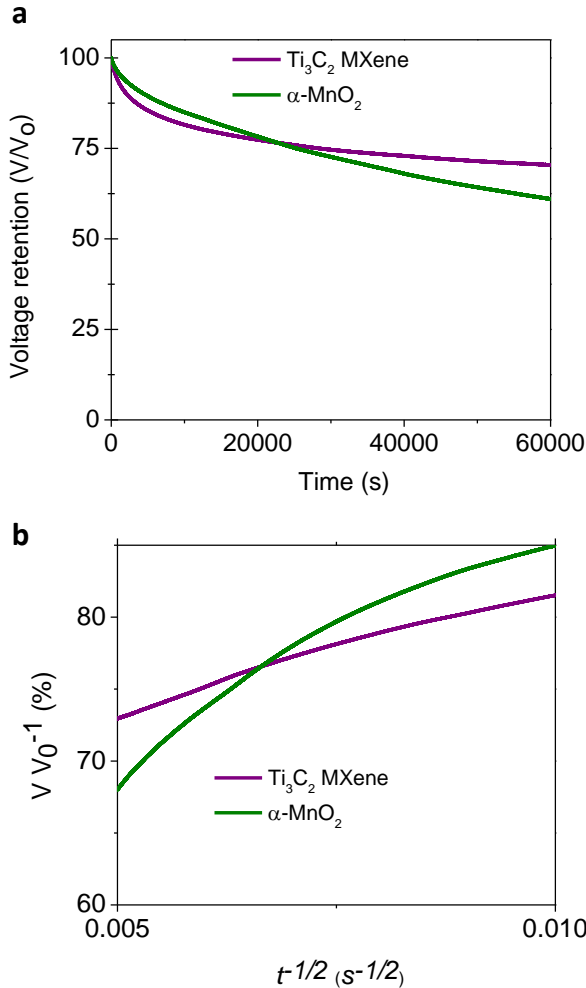 a
Voltage retention (V/V₀)
100
75
50
25
0
Ti₃C₂ MXene
α-MnO₂
0 20000 40000 60000
Time (s)
b
V V₀⁻¹ (%)
80
70
60
Ti₃C₂ MXene
α-MnO₂
0.005 0.010
t⁻¹/² (s⁻¹/²)